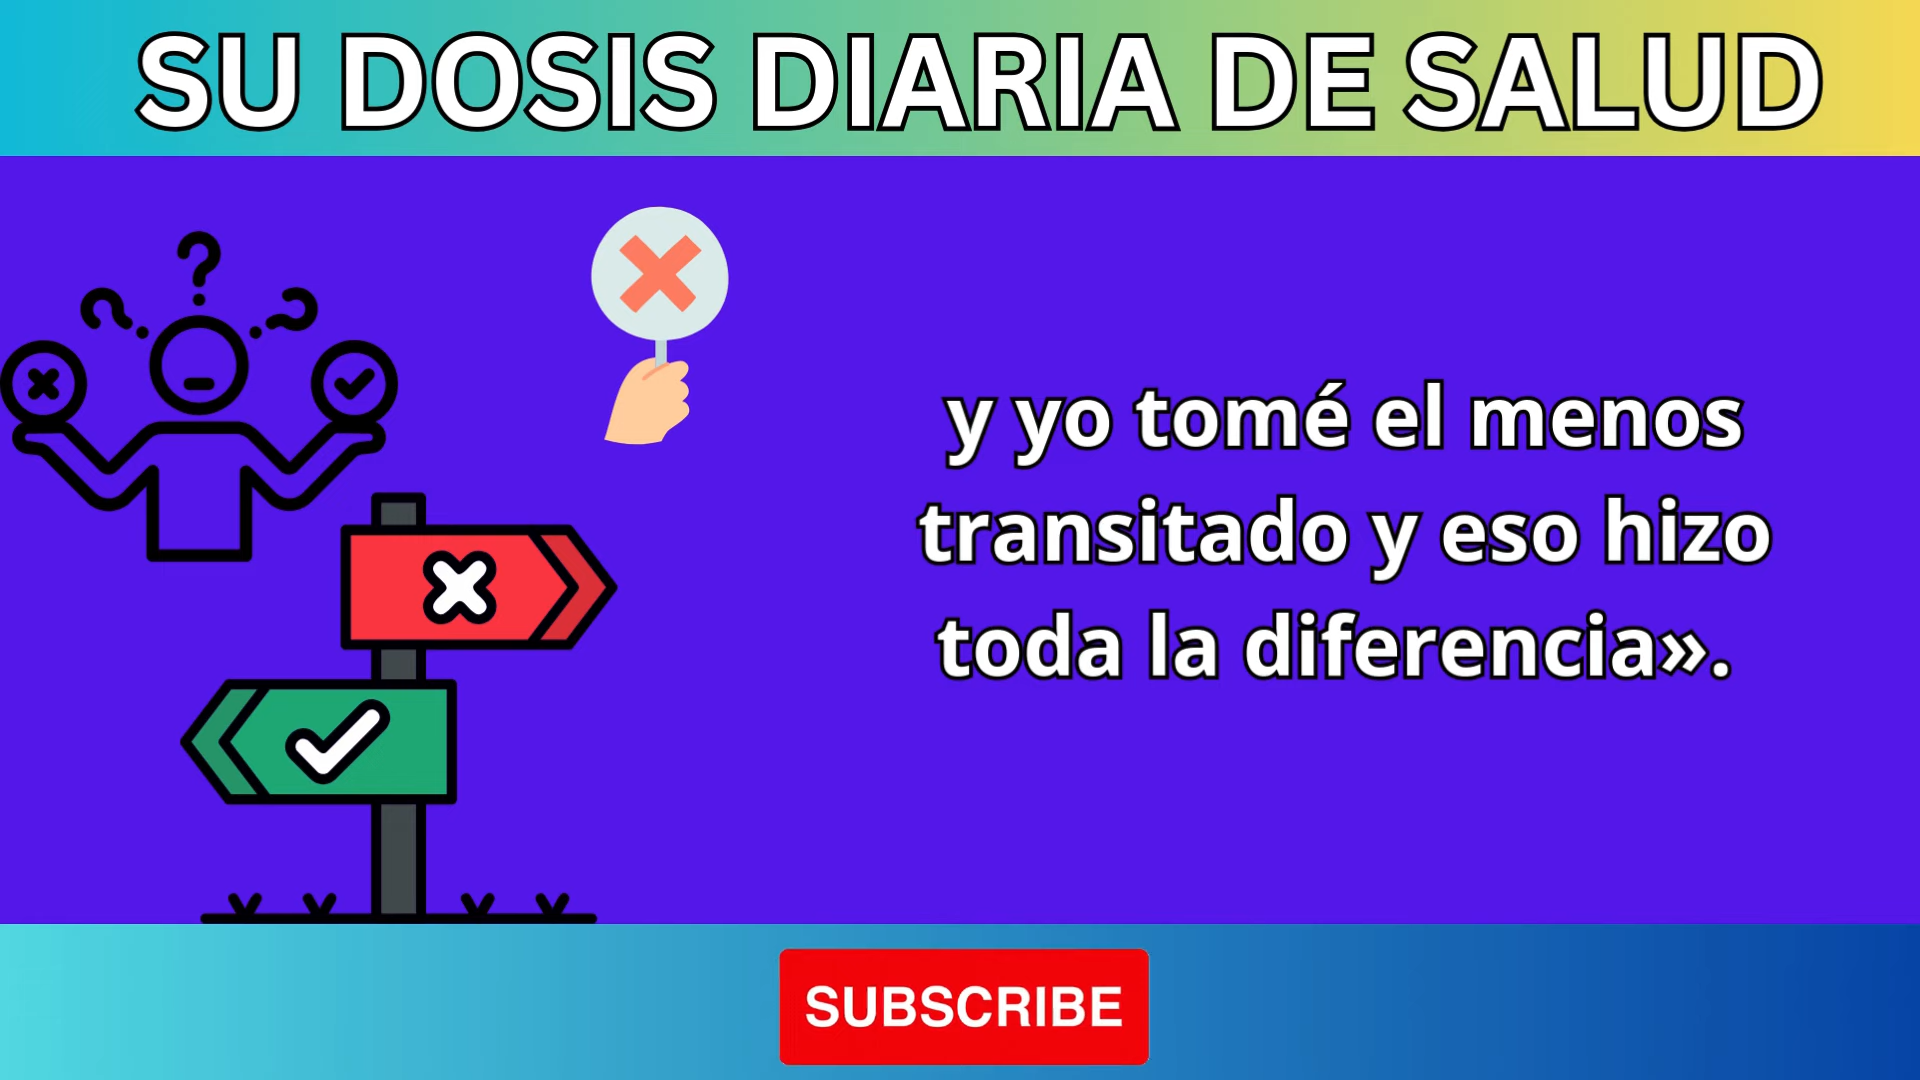 SU DOSIS DIARIA DE SALUD
y yo tomé el menos
transitado y eso hizo
toda la diferencia».
SUBSCRIBE